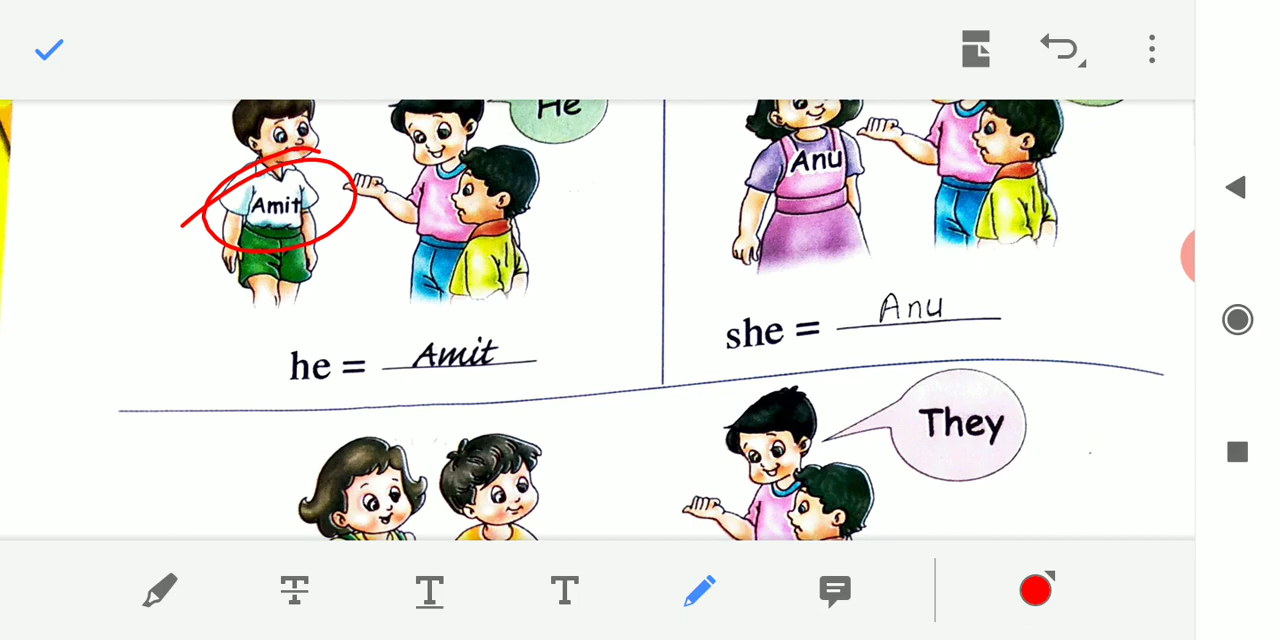 He
Amit
he = Amit
Anu
she = Anu
They